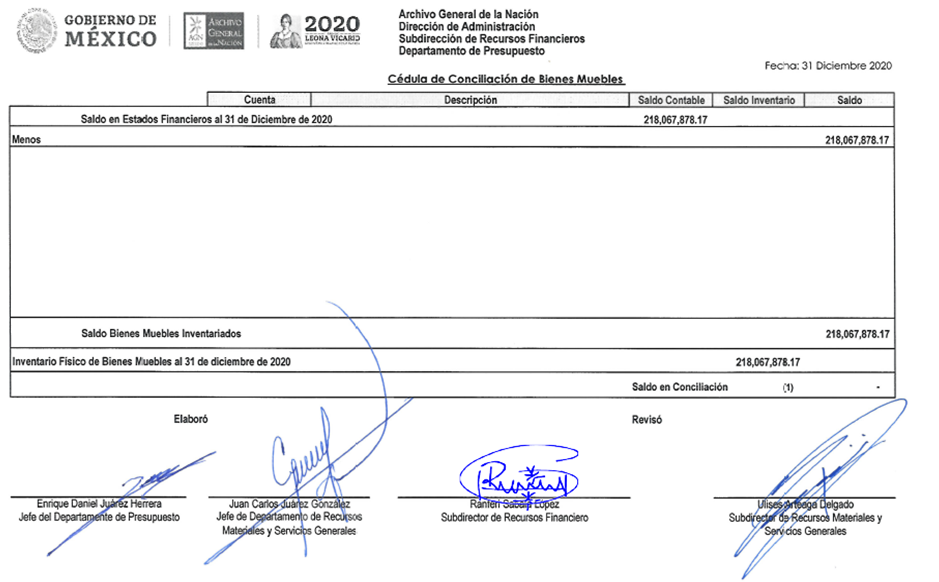 GOBIERNO DE
MÉXICO
AGN
ARCHIVO
GENERAL
DE LA NACIÓN
2020
LEONA VICARIO
Archivo General de la Nación
Dirección de Administración
Subdirección de Recursos Financieros
Departamento de Presupuesto
Fecha: 31 Diciembre 2020
Cédula de Conciliación de Bienes Muebles
Cuenta Descripción Saldo Contable Saldo Inventario Saldo
Saldo en Estados Financieros al 31 de Diciembre de 2020 218,067,878.17
Menos 218,067,878.17
Saldo Bienes Muebles Inventariados 218,067,878.17
Inventario Físico de Bienes Muebles al 31 de diciembre de 2020 218,067,878.17
Saldo en Conciliación (1) -
Elaboró Revisó
Enrique Daniel Juárez Herrera Juan Carlos Juárez González Ranferi Sabaji López Ulises Arteaga Delgado
Jefe del Departamente de Presupuesto Jefe de Departamento de Recursos Subdirector de Recursos Financiero Subdirector de Recursos Materiales y
Materiales y Servicios Generales Servicios Generales